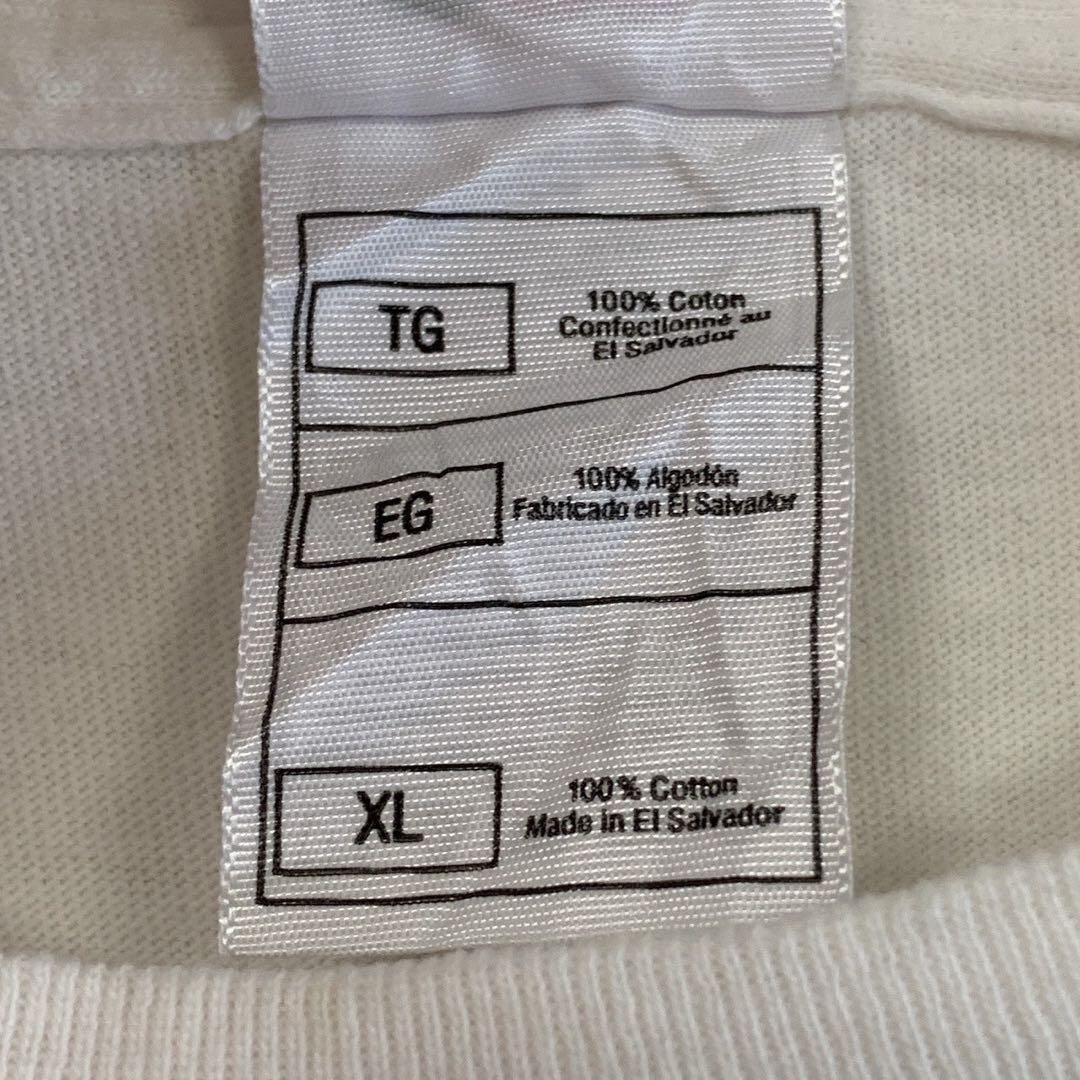 TG
100% Coton
Confectionné au
El Salvador
EG
100% Algodón
Fabricado en El Salvador
XL
100% Cotton
Made in El Salvador